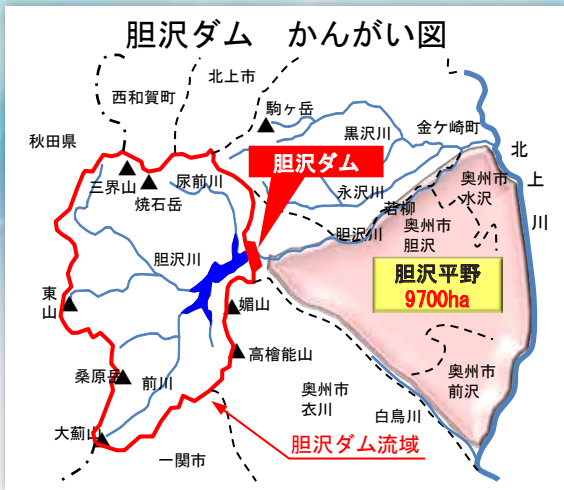 胆沢ダム　かんがい図
北上市
西和賀町
駒ヶ岳
秋田県
黒沢川
金ケ崎町
北上川
胆沢ダム
三界山
焼石岳
尿前川
永沢川
奥州市
水沢
若柳
奥州市
胆沢
胆沢川
胆沢川
胆沢平野
9700ha
東山
媚山
高檜能山
桑原岳
前川
奥州市
前沢
奥州市
衣川
白鳥川
大薊山
胆沢ダム流域
一関市